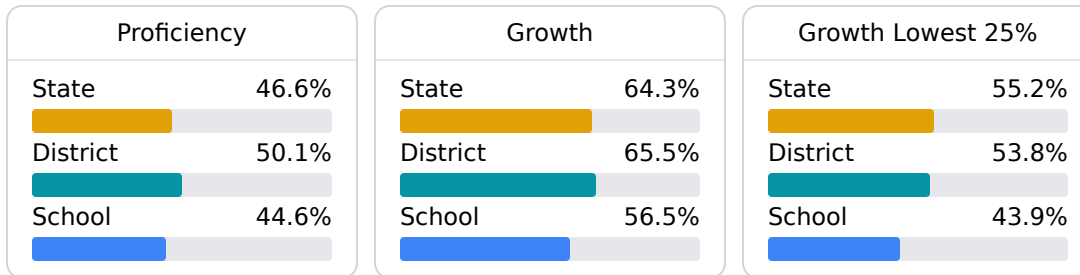 Proficiency
State 46.6%
District 50.1%
School 44.6%
Growth
State 64.3%
District 65.5%
School 56.5%
Growth Lowest 25%
State 55.2%
District 53.8%
School 43.9%